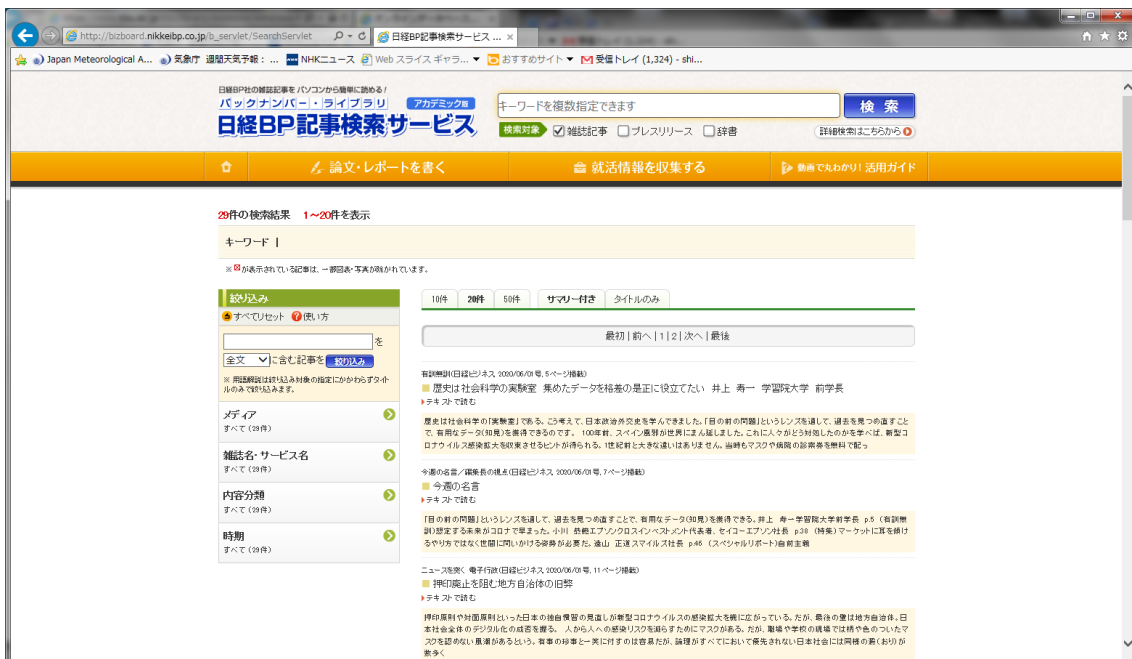 http://bizboard.nikkeibp.co.jp/b_servlet/SearchServlet
日経BP記事検索サービス ...
Japan Meteorological A...
気象庁 週間天気予報： ...
NHKニュース
Web スライス ギャラ...
おすすめサイト
受信トレイ (1,324) - shi...
日経BP社の雑誌記事をパソコンから簡単に読める!
バックナンバー・ライブラリ
アカデミック版
日経BP記事検索サービス
キーワードを複数指定できます
検索
検索対象
雑誌記事
プレスリリース
辞書
詳細検索はこちらから
論文・レポートを書く
就活情報を収集する
動画で丸わかり! 活用ガイド
29件の検索結果 1～20件を表示
キーワード |
※ が表示されている記事は、一部図表・写真が除かれています。
絞り込み
すべてリセット
使い方
を
全文
に含む記事を
絞り込み
※ 用語解説は絞り込み対象の指定にかかわらずタイトルのみで絞り込みます。
メディア
すべて (29件)
雑誌名・サービス名
すべて (29件)
内容分類
すべて (29件)
時期
すべて (29件)
10件
20件
50件
サマリー付き
タイトルのみ
最初 | 前へ | 1 | 2 | 次へ | 最後
有訓無訓(日経ビジネス, 2020/06/01号, 5ページ掲載)
歴史は社会科学の実験室 集めたデータを格差の是正に役立てたい 井上 寿一 学習院大学 前学長
テキストで読む
歴史は社会科学の「実験室」である。こう考えて、日本政治外交史を学んできました。「目の前の問題」というレンズを通して、過去を見つめ直すこと
で、有用なデータ(知見)を獲得できるのです。 100年前、スペイン風邪が世界にまん延しました。これに人々がどう対処したのかを学べば、新型コ
ロナウイルス感染拡大を収束させるヒントが得られる。1世紀前と大きな違いはありません。当時もマスクや病院の診察券を無料で配っ
今週の名言／編集長の視点(日経ビジネス, 2020/06/01号, 7ページ掲載)
今週の名言
テキストで読む
「目の前の問題」というレンズを通して、過去を見つめ直すことで、有用なデータ(知見)を獲得できる。井上 寿一学習院大学前学長 p.5 (有訓無
訓)想定する未来がコロナで早まった。小川 恭範エプソンクロスインベストメント代表者、セイコーエプソン社長 p38 (特集)マーケットに耳を傾け
るやり方ではなく世間に問いかける姿勢が必要だ。遠山 正道スマイルズ社長 p.46 (スペシャルリポート)自前主義
ニュースを突く 電子行政(日経ビジネス, 2020/06/01号, 11ページ掲載)
押印廃止を阻む地方自治体の旧弊
テキストで読む
押印原則や対面原則といった日本の独自慣習の見直しが新型コロナウイルスの感染拡大を機に広がっている。だが、最後の壁は地方自治体。日
本社会全体のデジタル化の成否を握る。 人から人への感染リスクを減らすためにマスクがある。だが、職場や学校の現場では柄や色のついたマ
スクを認めない風潮があるという。有事の珍事と一笑に付すのは容易だが、論理がすべてにおいて優先されない日本社会には同様の澱(おり)が
数多く